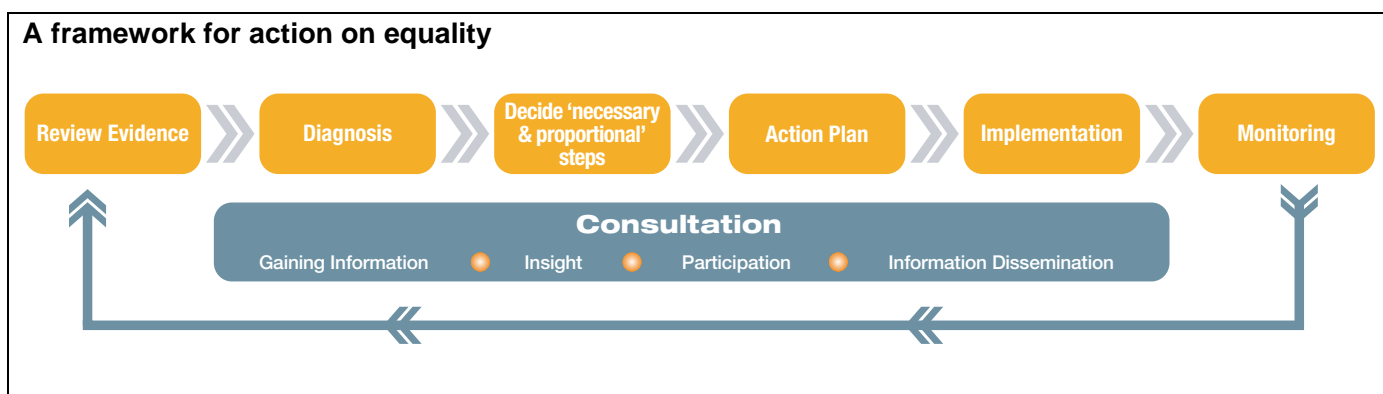 A framework for action on equality
Review Evidence
Diagnosis
Decide ‘necessary
& proportional’
steps
Action Plan
Implementation
Monitoring
Consultation
Gaining Information
Insight
Participation
Information Dissemination